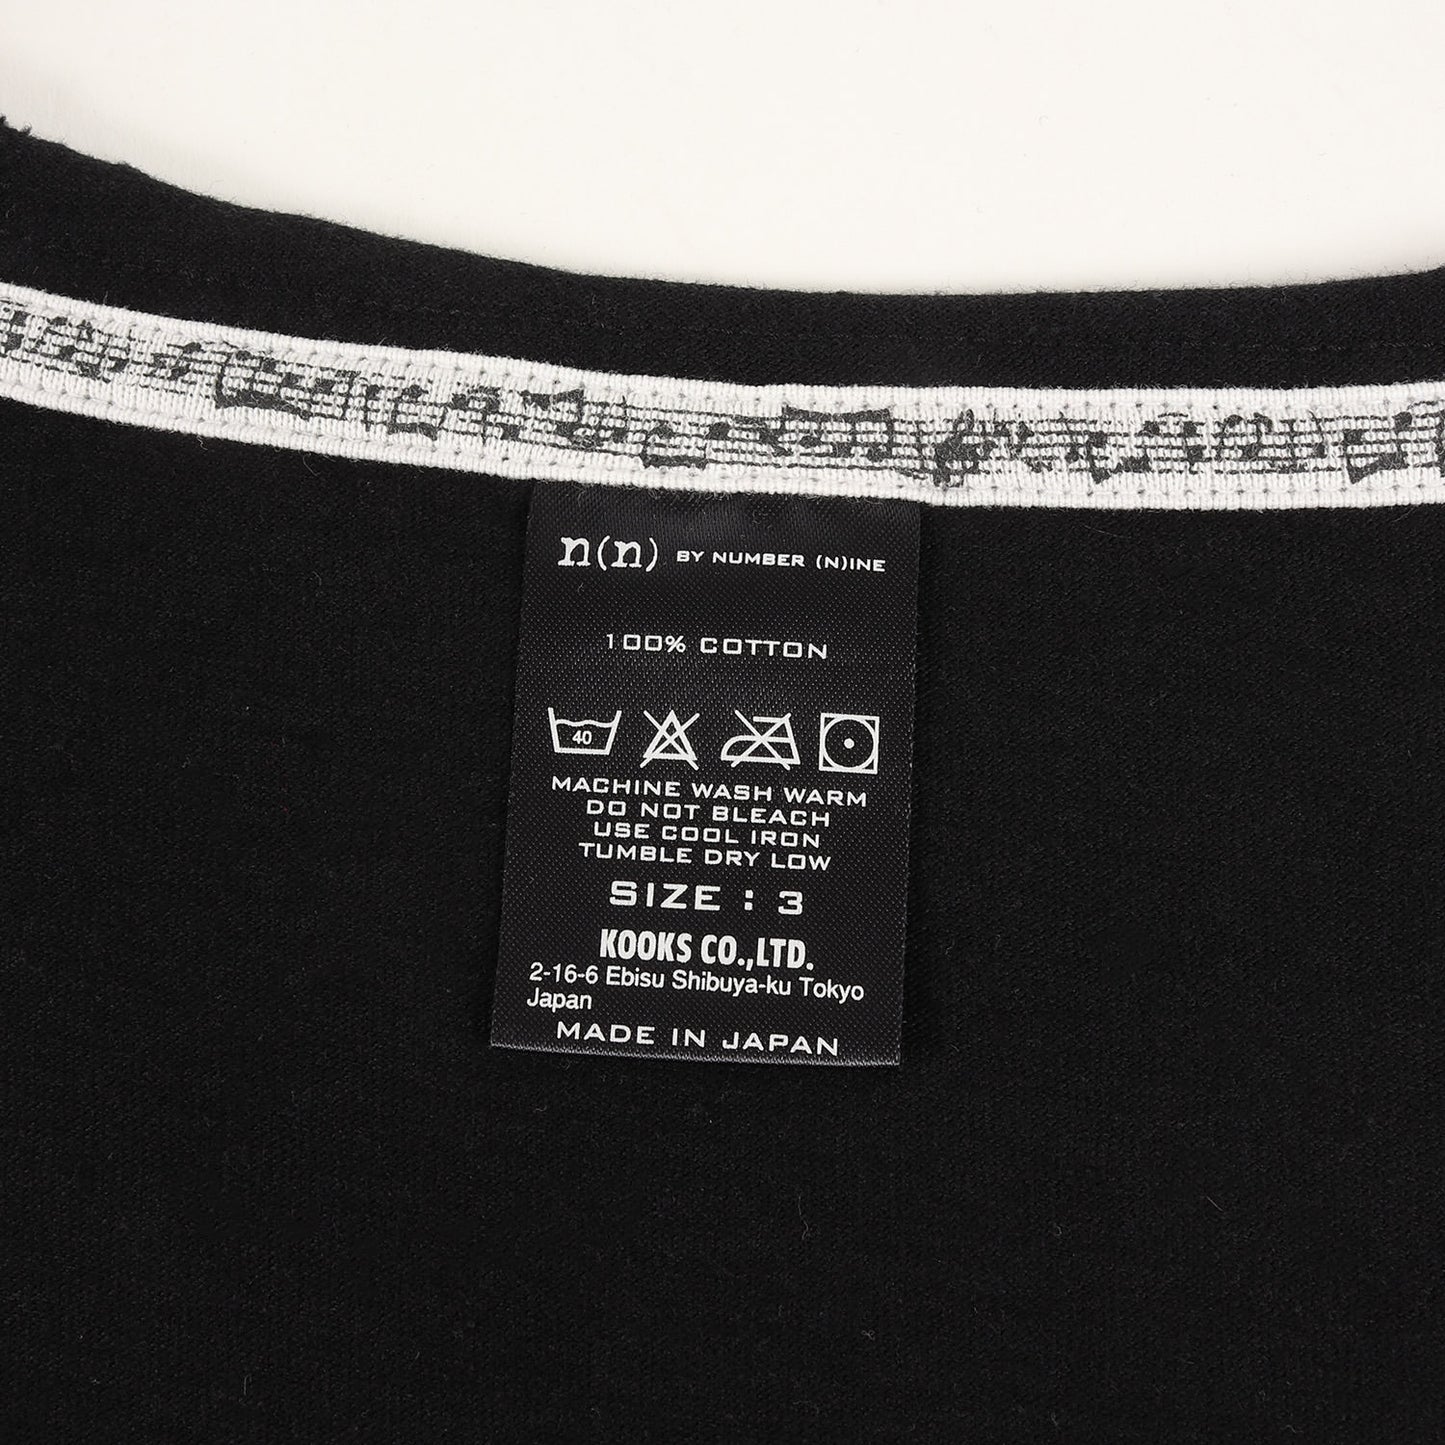 n(n) BY NUMBER (N)INE
100% COTTON
40
MACHINE WASH WARM
DO NOT BLEACH
USE COOL IRON
TUMBLE DRY LOW
SIZE : 3
KOOKS CO.,LTD.
2-16-6 Ebisu Shibuya-ku Tokyo
Japan
MADE IN JAPAN